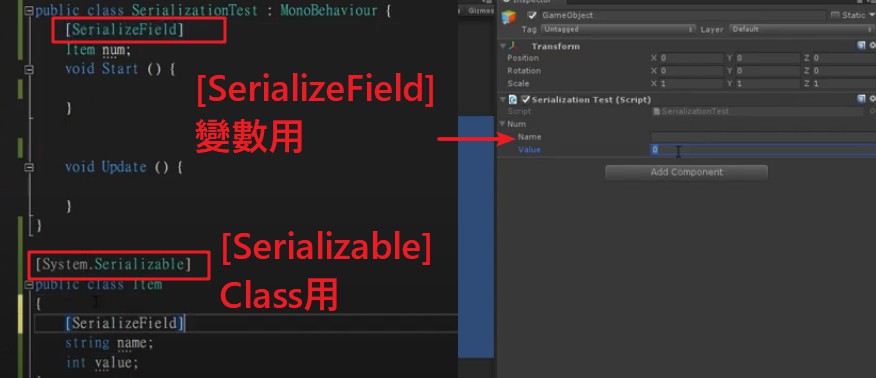 public class SerializationTest : MonoBehaviour {
[SerializeField]
Item num;
void Start () {
}
void Update () {
}
}
[System.Serializable]
public class Item
{
[SerializeField]
string name;
int value;
[SerializeField]
變數用
[Serializable]
Class用
Gizmos
Inspector
GameObject
Static
Tag Untagged Layer Default
Transform
Position X 0 Y 0 Z 0
Rotation X 0 Y 0 Z 0
Scale X 1 Y 1 Z 1
Serialization Test (Script)
Script SerializationTest
Num
Name
Value 0
Add Component